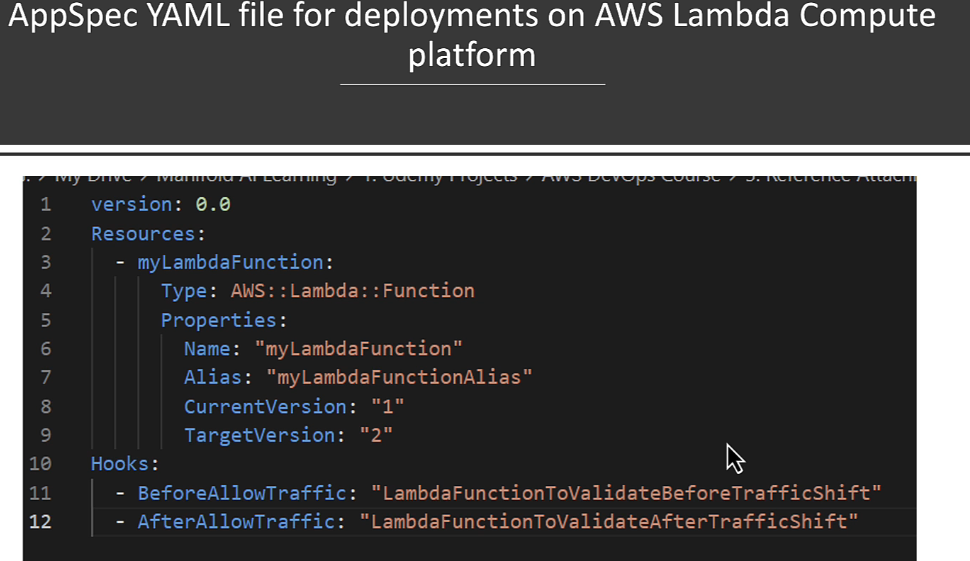 AppSpec YAML file for deployments on AWS Lambda Compute
platform
My Drive > Manifold AI Learning > 1. Udemy Projects > AWS DevOps Course > 5. Reference Attach
1 version: 0.0
2 Resources:
3 - myLambdaFunction:
4 Type: AWS::Lambda::Function
5 Properties:
6 Name: "myLambdaFunction"
7 Alias: "myLambdaFunctionAlias"
8 CurrentVersion: "1"
9 TargetVersion: "2"
10 Hooks:
11 - BeforeAllowTraffic: "LambdaFunctionToValidateBeforeTrafficShift"
12 - AfterAllowTraffic: "LambdaFunctionToValidateAfterTrafficShift"